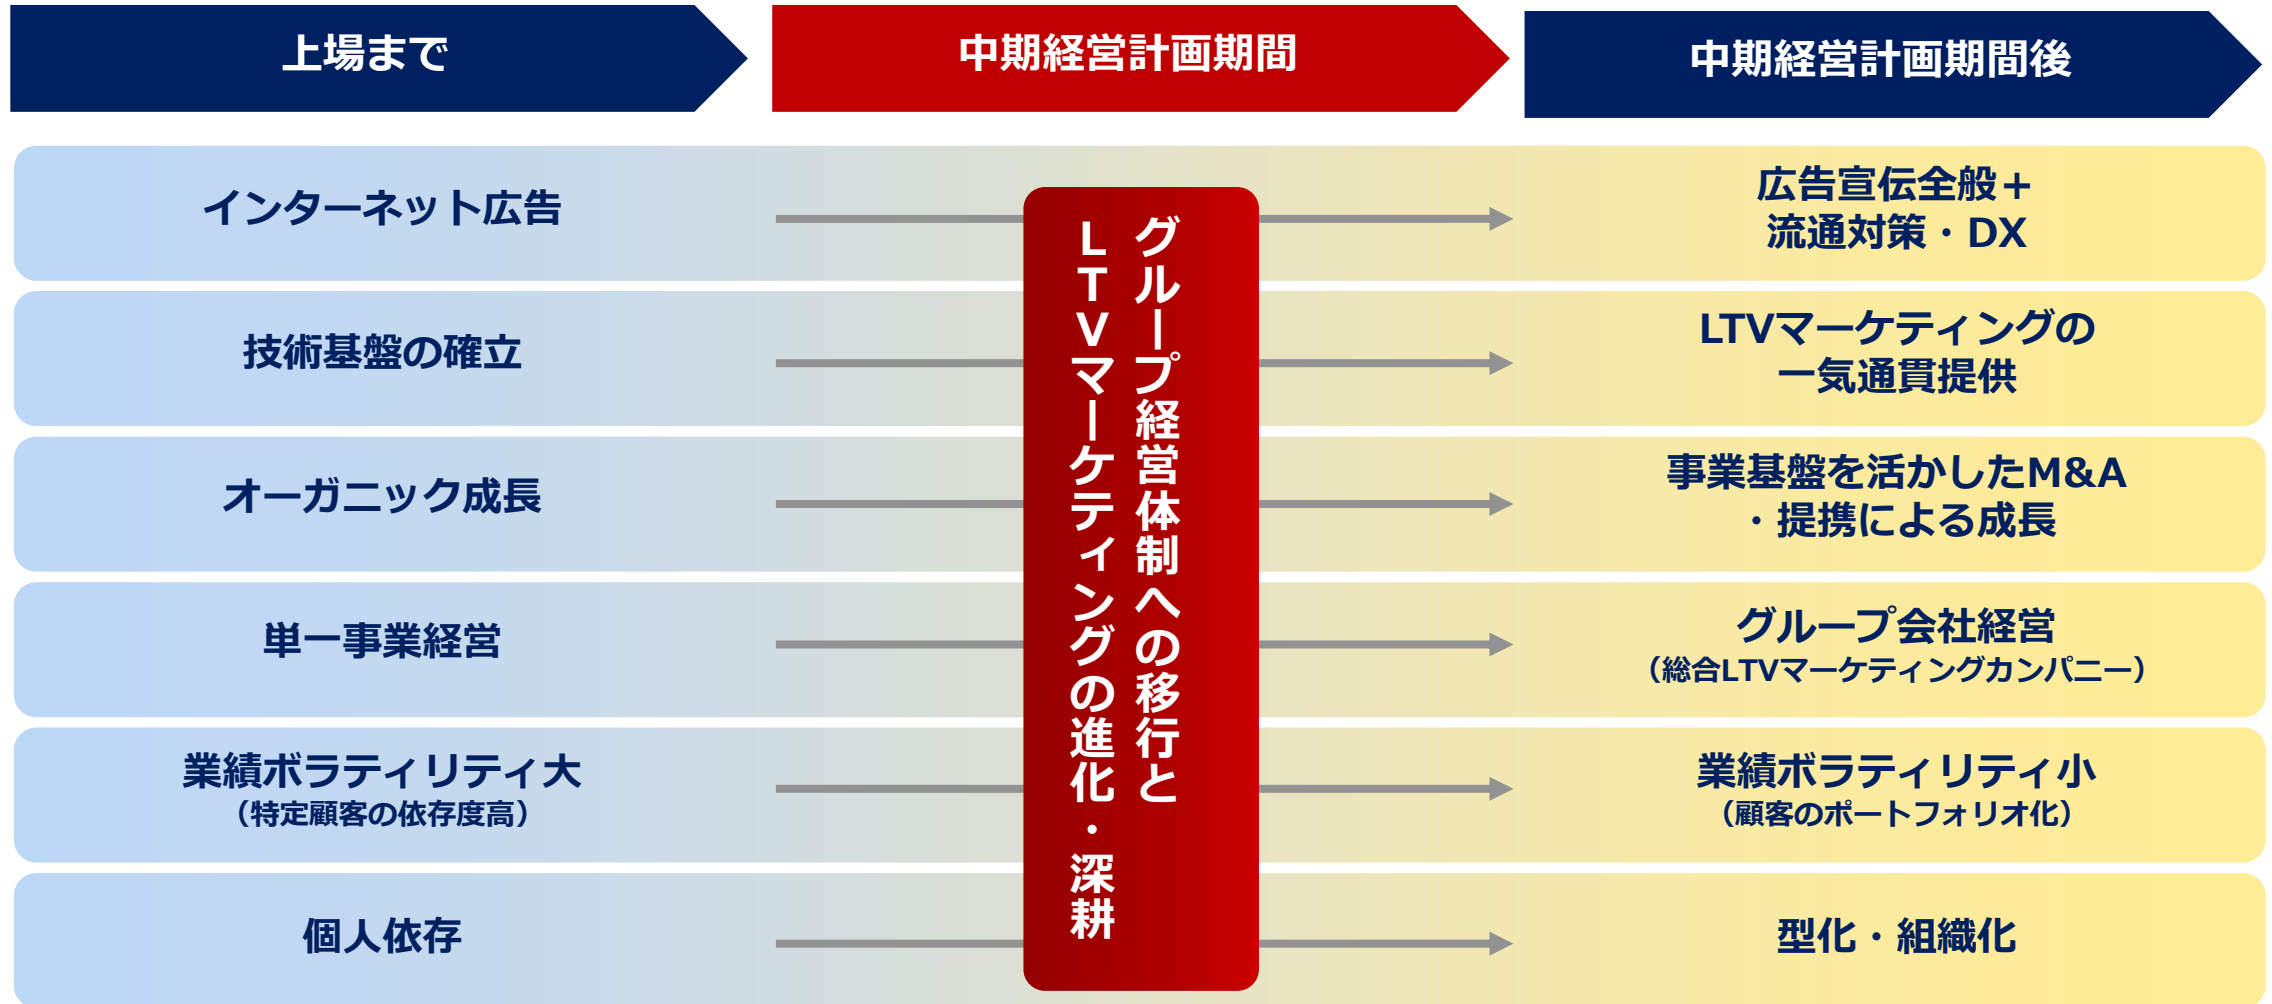 上場まで
中期経営計画期間
中期経営計画期間後
インターネット広告
広告宣伝全般＋
流通対策・DX
技術基盤の確立
LTVマーケティングの
一気通貫提供
オーガニック成長
事業基盤を活かしたM&A
・提携による成長
単一事業経営
グループ会社経営
（総合LTVマーケティングカンパニー）
業績ボラティリティ大
（特定顧客の依存度高）
業績ボラティリティ小
（顧客のポートフォリオ化）
個人依存
型化・組織化
グループ経営体制への移行と
LTVマーケティングの進化・深耕